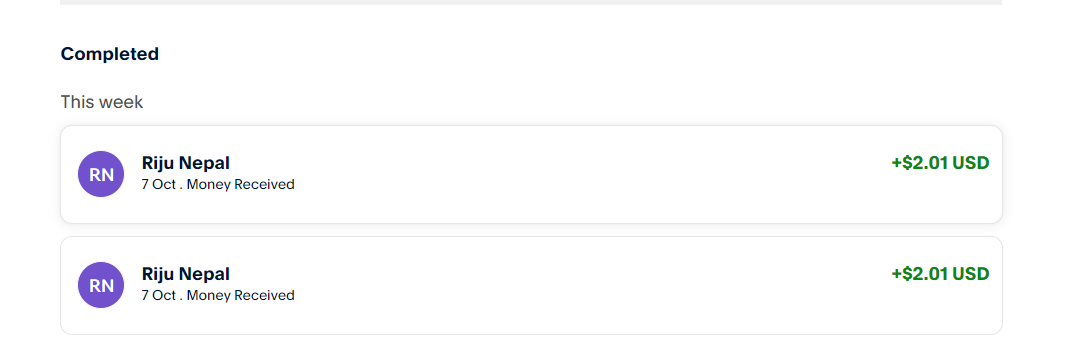 Completed
This week
RN
Riju Nepal
+$2.01 USD
7 Oct . Money Received
RN
Riju Nepal
+$2.01 USD
7 Oct . Money Received